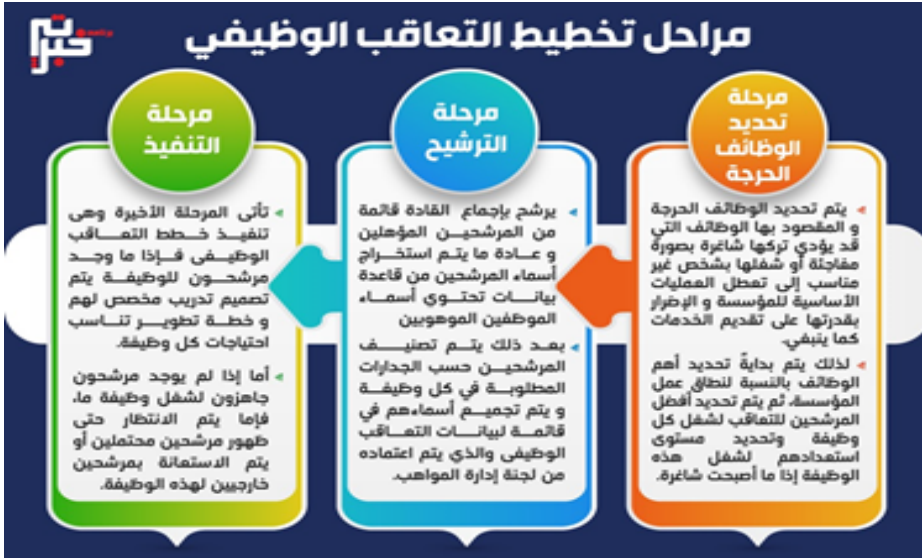 مراحل تخطيط التعاقب الوظيفي
خبراتي
مرحلة
تحديد
الوظائف
الحرجة
يتم تحديد الوظائف الحرجة
و المقصود بها الوظائف التي
قد يؤدي تركها شاغرة بصورة
مفاجئة أو شغلها بشخص غير
مناسب إلى تعطل العمليات
الأساسية للمؤسسة و الإضرار
بقدرتها على تقديم الخدمات
كما ينبغي.
لذلك يتم بدايةً تحديد أهم
الوظائف بالنسبة لنطاق عمل
المؤسسة، ثم يتم تحديد أفضل
المرشحين للتعاقب لشغل كل
وظيفة وتحديد مستوى
استعدادهم لشغل هذه
الوظيفة إذا ما أصبحت شاغرة.
مرحلة
الترشيح
يرشح بإجماع القادة قائمة
من المرشحين المؤهلين
و عادة ما يتم استخراج
أسماء المرشحين من قاعدة
بيانات تحتوي أسماء
الموظفين الموهوبين
بعد ذلك يتم تصنيف
المرشحين حسب الجدارات
المطلوبة في كل وظيفة
و يتم تجميع أسماءهم في
قائمة لبيانات التعاقب
الوظيفى والذي يتم اعتماده
من لجنة إدارة المواهب.
مرحلة
التنفيذ
تأتى المرحلة الأخيرة وهى
تنفيذ خطط التعاقب
الوظيفى فإذا ما وجد
مرشحون للوظيفة يتم
تصميم تدريب مخصص لهم
و خطة تطوير تناسب
احتياجات كل وظيفة.
أما إذا لم يوجد مرشحون
جاهزون لشغل وظيفة ما،
فإما يتم الانتظار حتى
ظهور مرشحين محتملين أو
يتم الاستعانة بمرشحين
خارجيين لهذه الوظيفة.